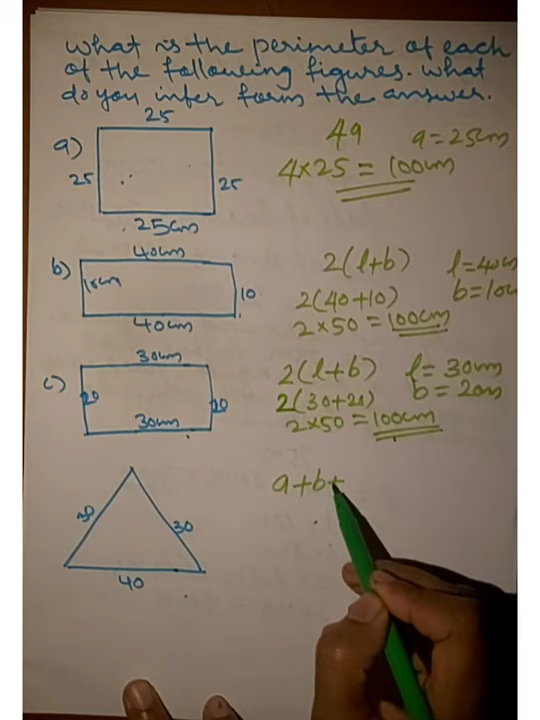 What is the perimeter of each
of the following figures. What
do you infer form the answer.
a)
25
25
25
25cm
4a
a = 25cm
4×25 = 100cm
b)
40cm
10cm
10
40cm
2(l+b)
l = 40cm
2(40+10)
b = 10c
2×50 = 100cm
c)
30cm
20
20
30cm
2(l+b)
l = 30cm
2(30+20)
b = 20m
2×50 = 100cm
30
30
40
a+b+